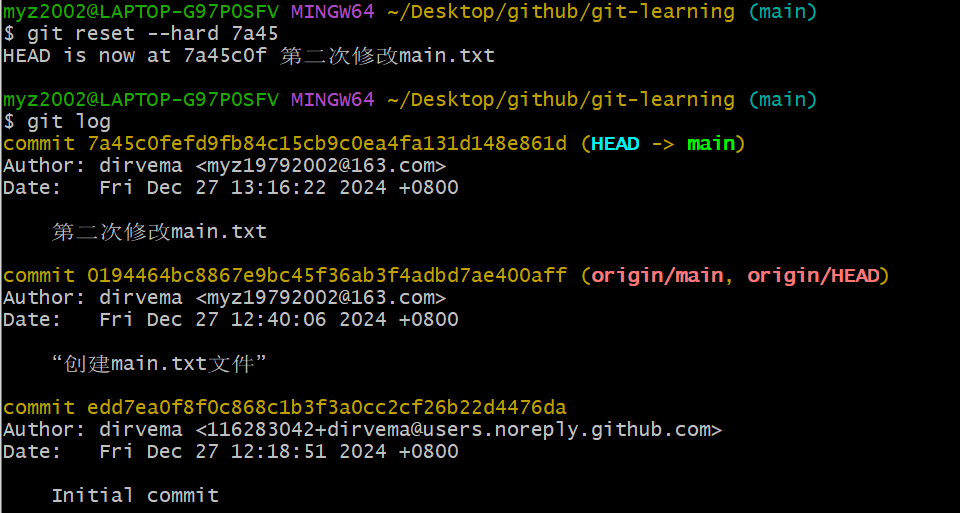 myz2002@LAPTOP-G97P0SFV MINGW64 ~/Desktop/github/git-learning (main)
$ git reset --hard 7a45
HEAD is now at 7a45c0f 第二次修改main.txt
myz2002@LAPTOP-G97P0SFV MINGW64 ~/Desktop/github/git-learning (main)
$ git log
commit 7a45c0fefd9fb84c15cb9c0ea4fa131d148e861d (HEAD -> main)
Author: dirvema <myz19792002@163.com>
Date:   Fri Dec 27 13:16:22 2024 +0800
    第二次修改main.txt
commit 0194464bc8867e9bc45f36ab3f4adbd7ae400aff (origin/main, origin/HEAD)
Author: dirvema <myz19792002@163.com>
Date:   Fri Dec 27 12:40:06 2024 +0800
    “创建main.txt文件”
commit edd7ea0f8f0c868c1b3f3a0cc2cf26b22d4476da
Author: dirvema <116283042+dirvema@users.noreply.github.com>
Date:   Fri Dec 27 12:18:51 2024 +0800
    Initial commit